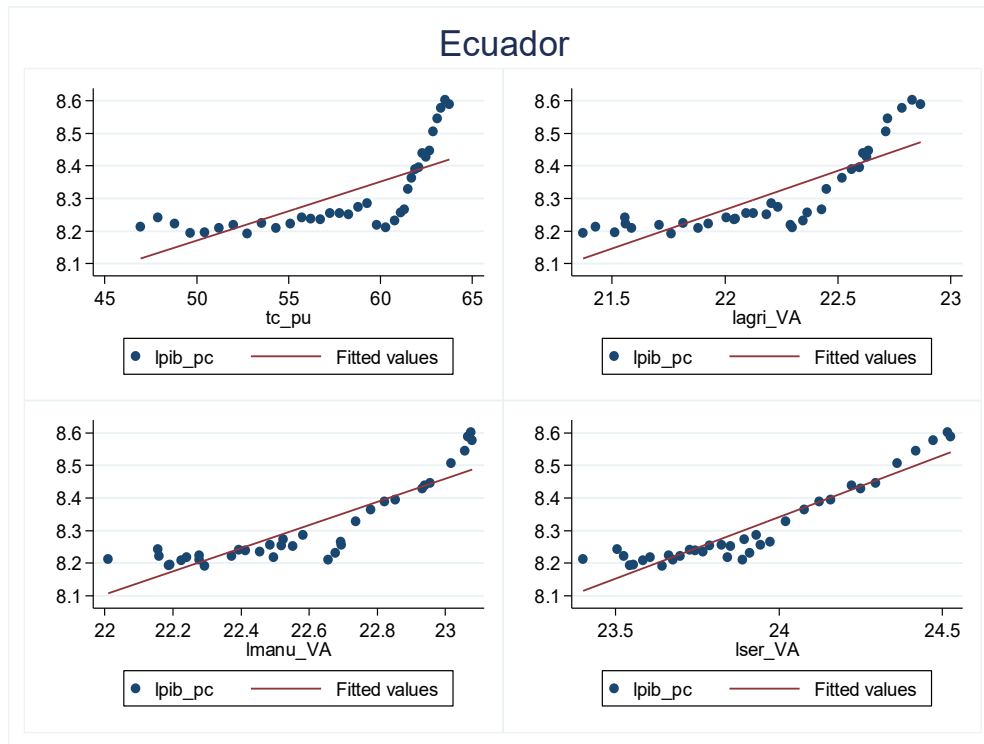 Ecuador
8.6
8.5
8.4
8.3
8.2
8.1
45 50 55 60 65
tc_pu
lpib_pc Fitted values
8.6
8.5
8.4
8.3
8.2
8.1
21.5 22 22.5 23
lagri_VA
lpib_pc Fitted values
8.6
8.5
8.4
8.3
8.2
8.1
22 22.2 22.4 22.6 22.8 23
lmanu_VA
lpib_pc Fitted values
8.6
8.5
8.4
8.3
8.2
8.1
23.5 24 24.5
lser_VA
lpib_pc Fitted values